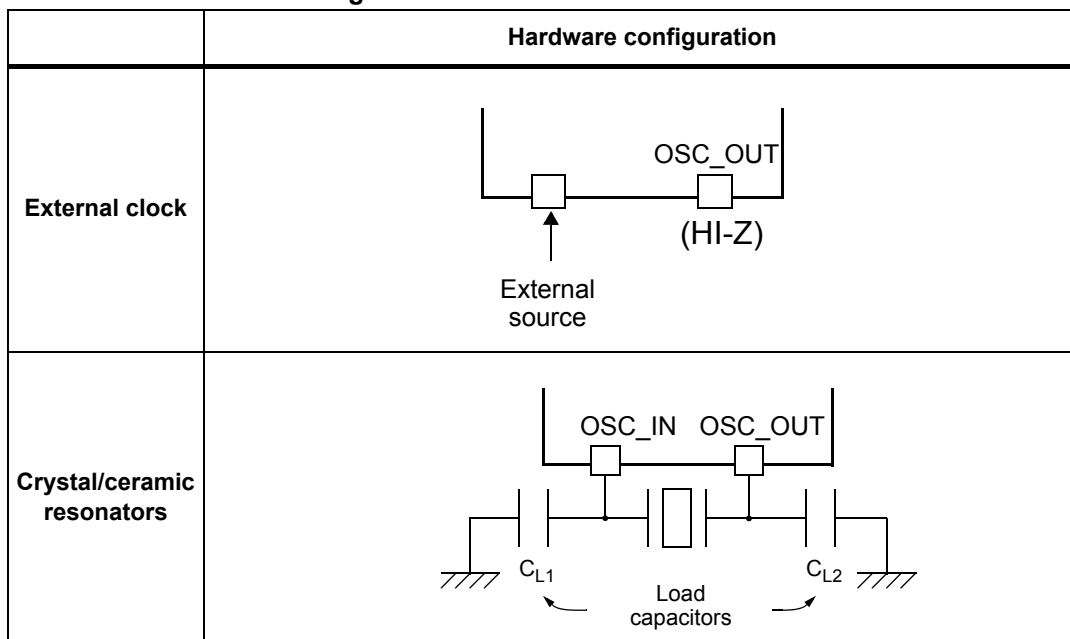 Hardware configuration
External clock
OSC_OUT
(HI-Z)
External
source
Crystal/ceramic
resonators
OSC_IN OSC_OUT
CL1
CL2
Load
capacitors